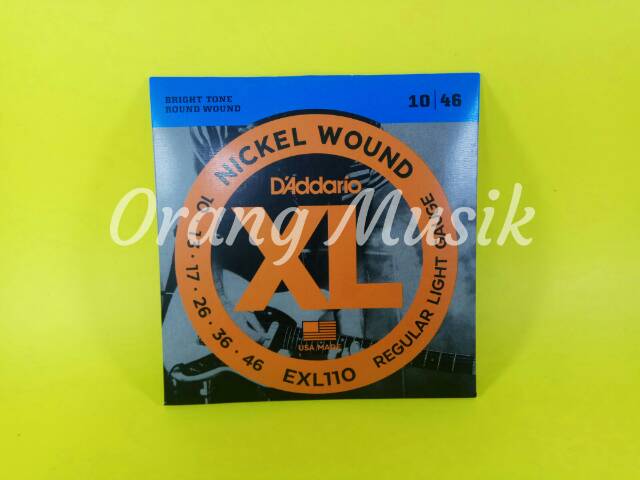 BRIGHT TONE
ROUND WOUND
10 | 46
NICKEL WOUND
D'Addario
XL
USA MADE
10 · 13 · 17 · 26 · 36 · 46
EXL110
REGULAR LIGHT GAUGE
Orang Musik